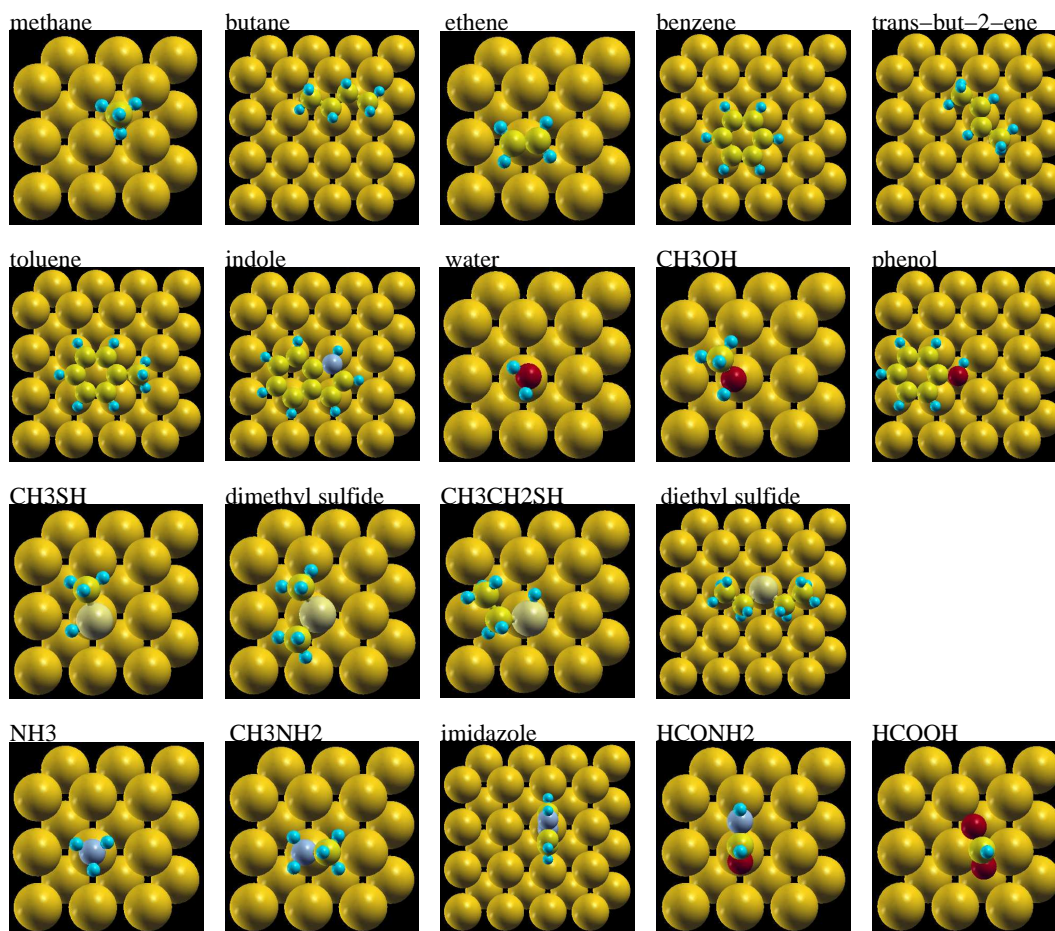 methane butane ethene benzene trans−but−2−ene
toluene indole water CH3OH phenol
CH3SH dimethyl sulfide CH3CH2SH diethyl sulfide
NH3 CH3NH2 imidazole HCONH2 HCOOH